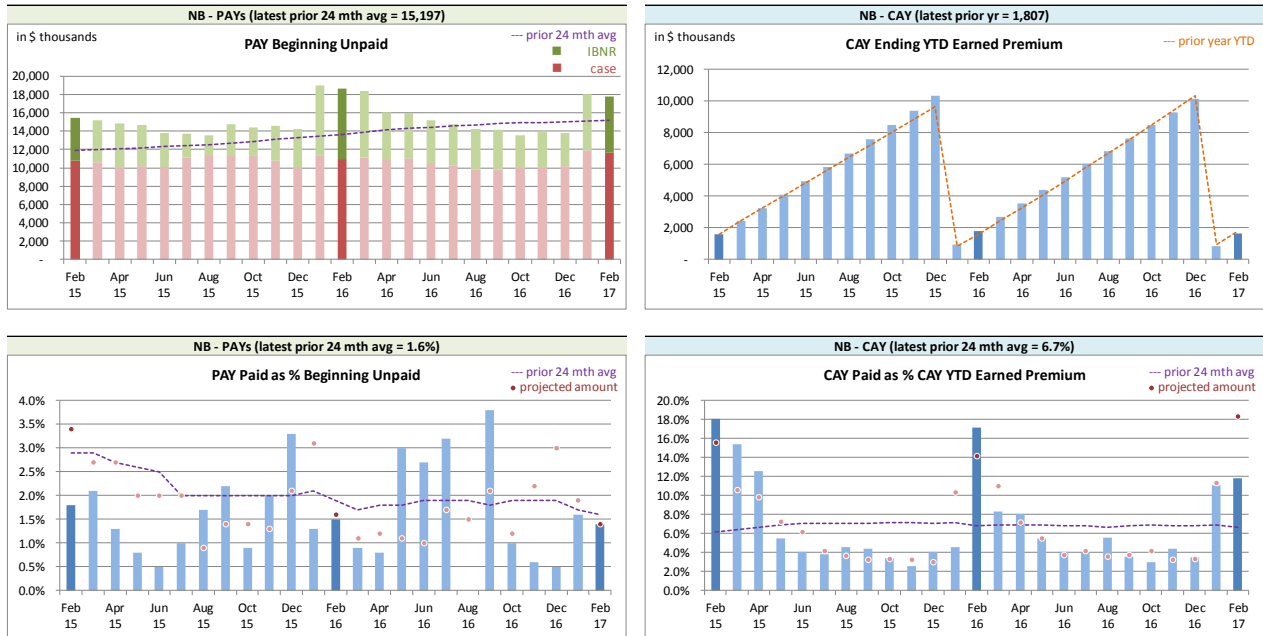 NB - PAYs (latest prior 24 mth avg = 15,197)
in $ thousands
PAY Beginning Unpaid
--- prior 24 mth avg
IBNR
case
20,000
18,000
16,000
14,000
12,000
10,000
8,000
6,000
4,000
2,000
-
Feb Apr Jun Aug Oct Dec Feb Apr Jun Aug Oct Dec Feb
15 15 15 15 15 15 16 16 16 16 16 16 17
NB - CAY (latest prior yr = 1,807)
in $ thousands
CAY Ending YTD Earned Premium
--- prior year YTD
12,000
10,000
8,000
6,000
4,000
2,000
-
Feb Apr Jun Aug Oct Dec Feb Apr Jun Aug Oct Dec Feb
15 15 15 15 15 15 16 16 16 16 16 16 17
NB - PAYs (latest prior 24 mth avg = 1.6%)
PAY Paid as % Beginning Unpaid
--- prior 24 mth avg
projected amount
4.0%
3.5%
3.0%
2.5%
2.0%
1.5%
1.0%
0.5%
0.0%
Feb Apr Jun Aug Oct Dec Feb Apr Jun Aug Oct Dec Feb
15 15 15 15 15 15 16 16 16 16 16 16 17
NB - CAY (latest prior 24 mth avg = 6.7%)
CAY Paid as % CAY YTD Earned Premium
--- prior 24 mth avg
projected amount
20.0%
18.0%
16.0%
14.0%
12.0%
10.0%
8.0%
6.0%
4.0%
2.0%
0.0%
Feb Apr Jun Aug Oct Dec Feb Apr Jun Aug Oct Dec Feb
15 15 15 15 15 15 16 16 16 16 16 16 17